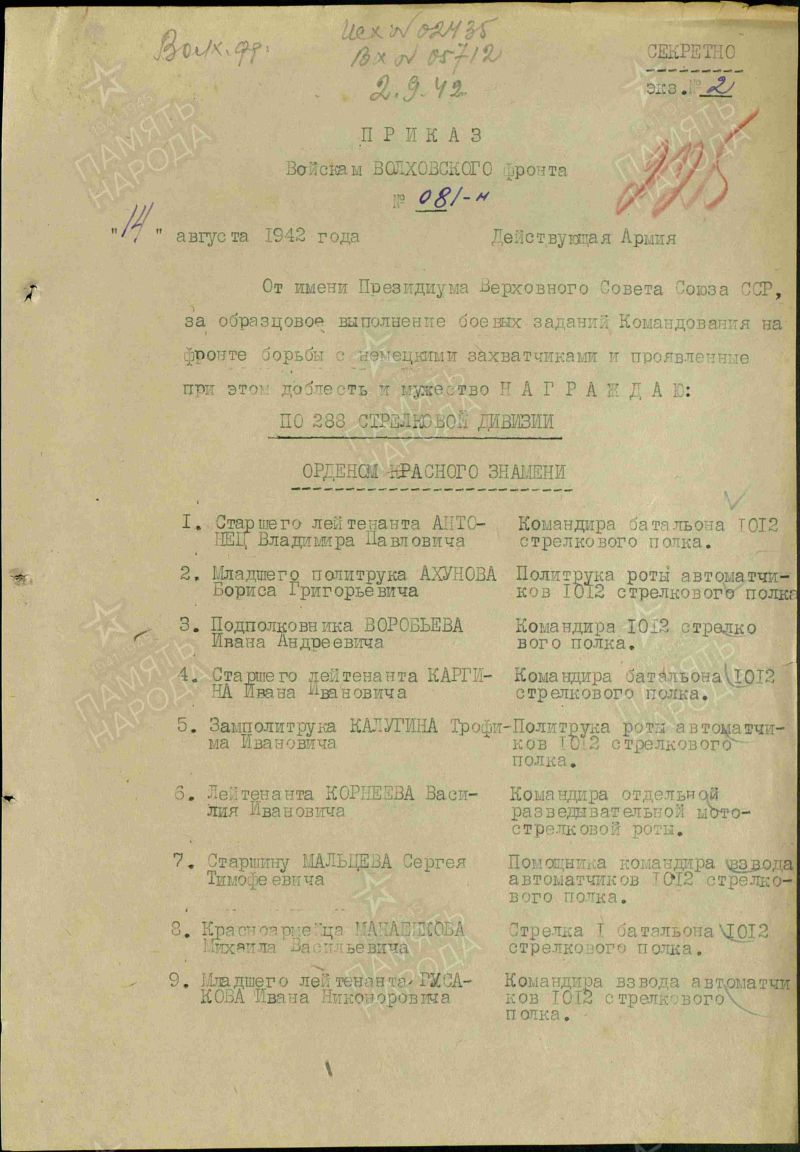 Волх. фр.
Исх № 02435
Вх № 05712
2.9.42
СЕКРЕТНО
экз.№ 2
225
П Р И К А З
Войскам ВОЛХОВСКОГО фронта
№ 081-н
"14" августа 1942 года Действующая Армия
От имени Президиума Верховного Совета Союза ССР,
за образцовое выполнение боевых заданий Командования на
фронте борьбы с немецкими захватчиками и проявленные
при этом доблесть и мужество Н А Г Р А Ж Д А Ю:
ПО 288 СТРЕЛКОВОЙ ДИВИЗИИ
ОРДЕНОМ КРАСНОГО ЗНАМЕНИ
1. Старшего лейтенанта АНТО- Командира батальона 1012
НЕЦ Владимира Павловича стрелкового полка.
2. Младшего политрука АХУНОВА Политрука роты автоматчи-
Бориса Григорьевича ков 1012 стрелкового полка
3. Подполковника ВОРОБЬЕВА Командира 1012 стрелко
Ивана Андреевича вого полка.
4. Старшего лейтенанта КАРГИ- Командира батальона 1012
НА Ивана Ивановича стрелкового полка.
5. Замполитрука КАЛУГИНА Трофи- Политрука роты автоматчи-
ма Ивановича ков 1012 стрелкового
полка.
6. Лейтенанта КОРНЕЕВА Васи- Командира отдельной
лия Ивановича разведывательной мото-
стрелковой роты.
7. Старшину МАЛЬЦЕВА Сергея Помощника командира взвода
Тимофеевича автоматчиков 1012 стрелко-
вого полка.
8. Красноармейца Стрелка I батальона 1012
Михаила Васильевича стрелкового полка.
9. Младшего лейтенанта РУСА- Командира взвода автоматчи
КОВА Ивана Никоноровича ков 1012 стрелкового
полка.
ПАМЯТЬ
НАРОДА